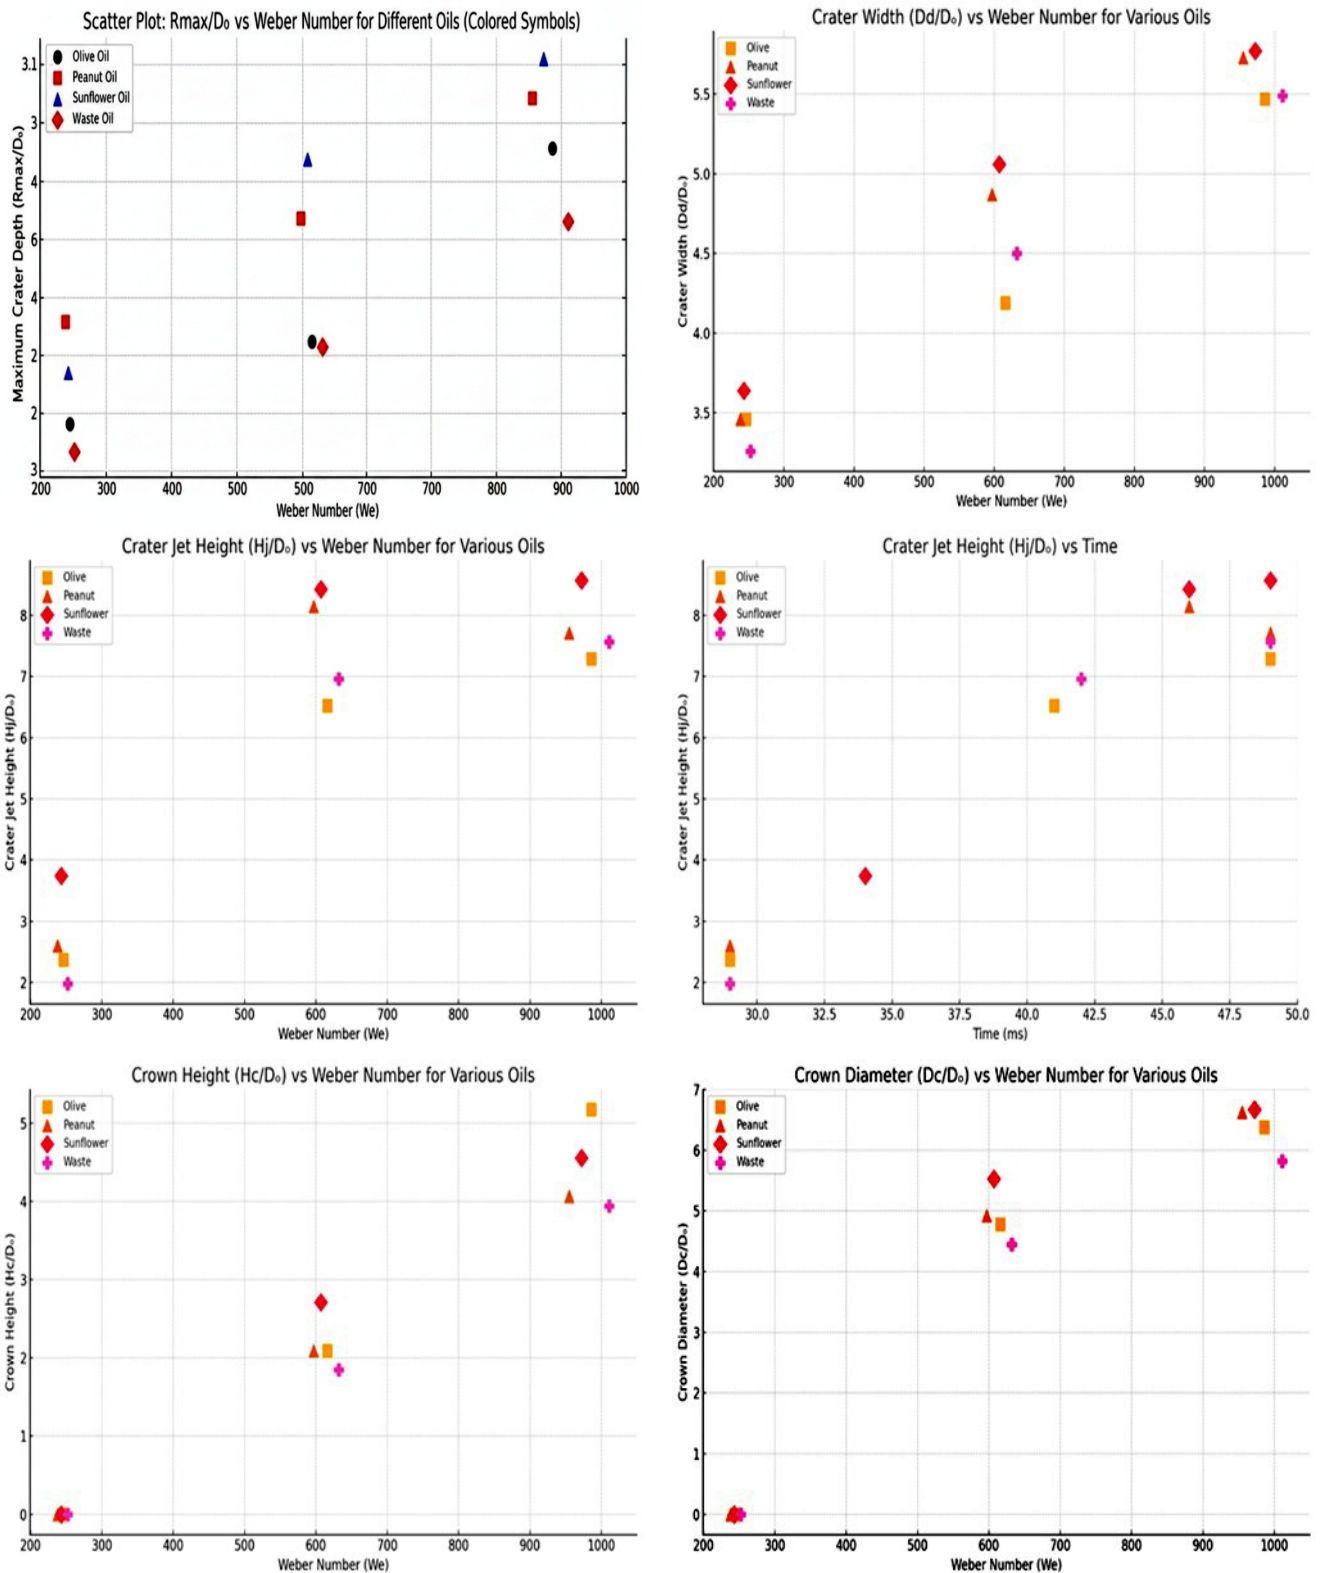 Scatter Plot: Rmax/D₀ vs Weber Number for Different Oils (Colored Symbols)
Olive Oil
Peanut Oil
Sunflower Oil
Waste Oil
Maximum Crater Depth (Rmax/D₀)
3.1
3
4
6
4
2
2
3
200 300 500 500 500 700 700 700 900 1000
Weber Number (We)
Crater Width (Dd/D₀) vs Weber Number for Various Oils
Olive
Peanut
Sunflower
Waste
Crater Width (Dd/D₀)
5.5
5.0
4.5
4.0
3.5
200 300 400 500 600 700 800 900 1000
Weber Number (We)
Crater Jet Height (Hj/D₀) vs Weber Number for Various Oils
Olive
Peanut
Sunflower
Waste
Crater Jet Height (Hj/D₀)
8
7
6
5
4
3
2
200 300 400 500 600 700 800 900 1000
Weber Number (We)
Crater Jet Height (Hj/D₀) vs Time
Olive
Peanut
Sunflower
Waste
Crater Jet Height (Hj/D₀)
8
7
6
5
4
3
2
30.0 32.5 35.0 37.5 40.0 42.5 45.0 47.5 50.0
Time (ms)
Crown Height (Hc/D₀) vs Weber Number for Various Oils
Olive
Peanut
Sunflower
Waste
Crown Height (Hc/D₀)
5
4
3
2
1
0
200 300 400 500 600 700 800 900 1000
Weber Number (We)
Crown Diameter (Dc/D₀) vs Weber Number for Various Oils
Olive
Peanut
Sunflower
Waste
Crown Diameter (Dc/D₀)
7
6
5
4
3
2
1
0
200 300 400 500 600 700 800 900 1000
Weber Number (We)